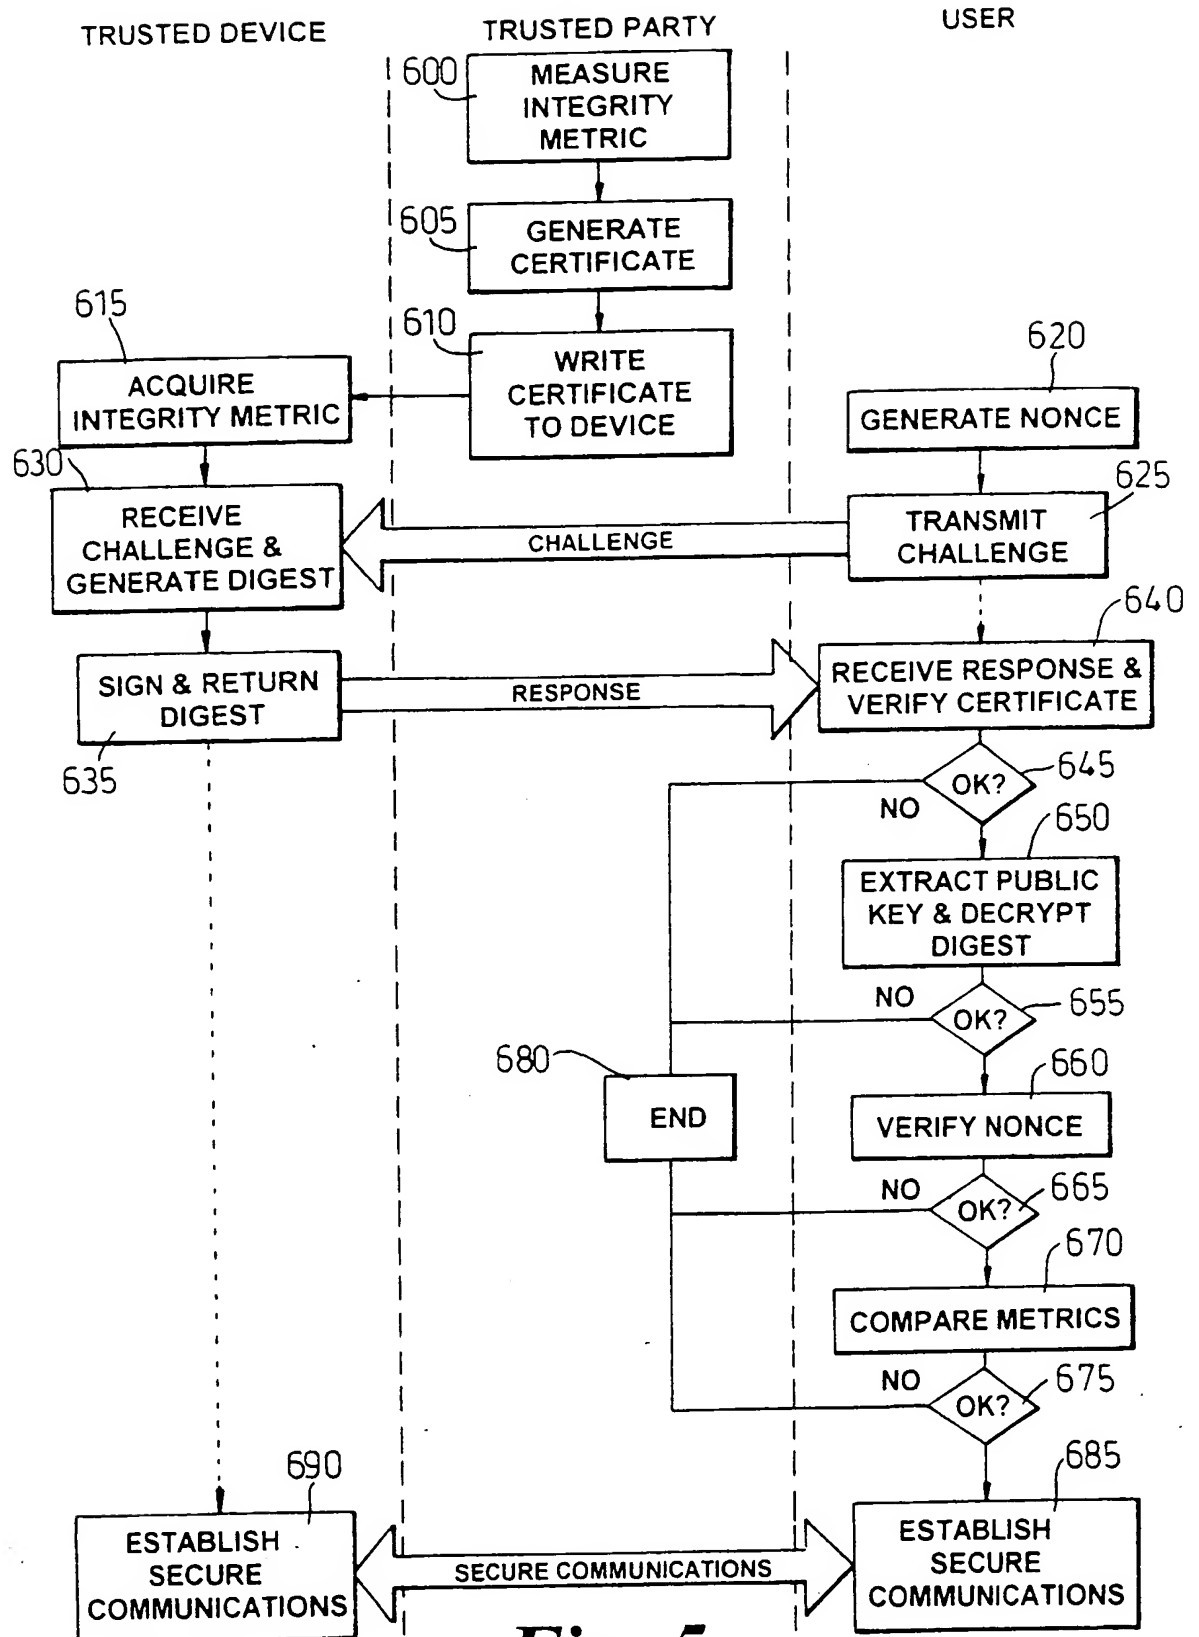 TRUSTED DEVICE
TRUSTED PARTY
USER
600
MEASURE
INTEGRITY
METRIC
605
GENERATE
CERTIFICATE
610
WRITE
CERTIFICATE
TO DEVICE
615
ACQUIRE
INTEGRITY METRIC
620
GENERATE NONCE
625
TRANSMIT
CHALLENGE
CHALLENGE
630
RECEIVE
CHALLENGE &
GENERATE DIGEST
SIGN & RETURN
DIGEST
635
RESPONSE
640
RECEIVE RESPONSE &
VERIFY CERTIFICATE
OK?
645
NO
650
EXTRACT PUBLIC
KEY & DECRYPT
DIGEST
NO
OK?
655
680
END
660
VERIFY NONCE
NO
OK?
665
670
COMPARE METRICS
NO
OK?
675
690
ESTABLISH
SECURE
COMMUNICATIONS
SECURE COMMUNICATIONS
685
ESTABLISH
SECURE
COMMUNICATIONS
Fig. 5